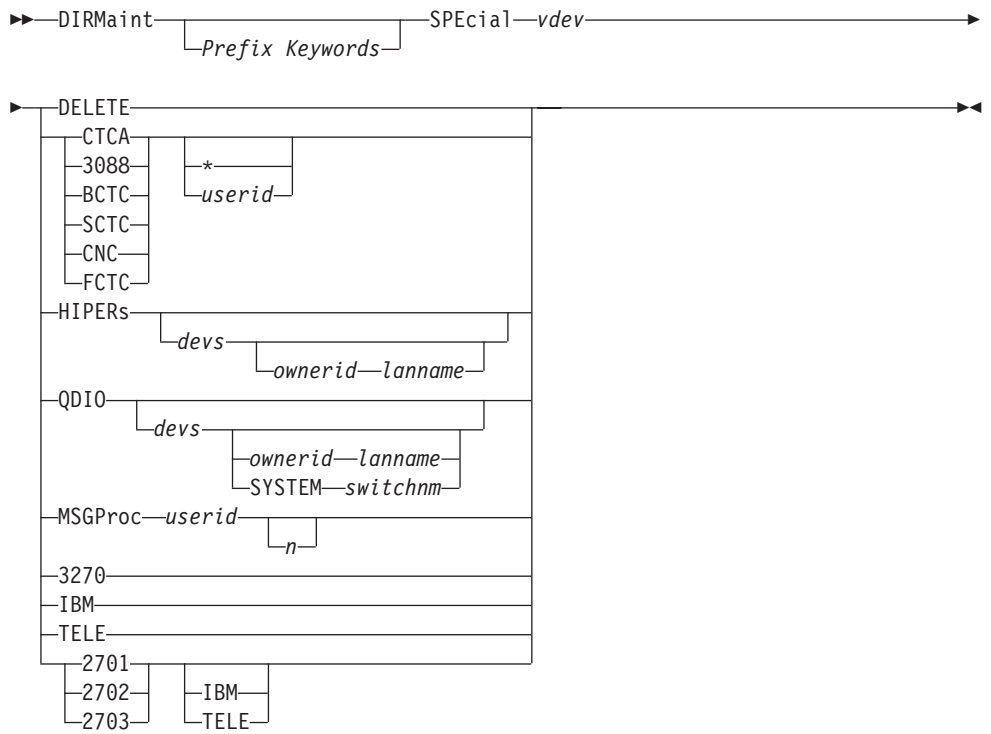 DIRMaint SPEcial vdev
Prefix Keywords
DELETE
CTCA
3088 *
BCTC userid
SCTC
CNC
FCTC
HIPERs
devs
ownerid lanname
QDIO
devs
ownerid lanname
SYSTEM switchnm
MSGProc userid
n
3270
IBM
TELE
2701
2702 IBM
2703 TELE